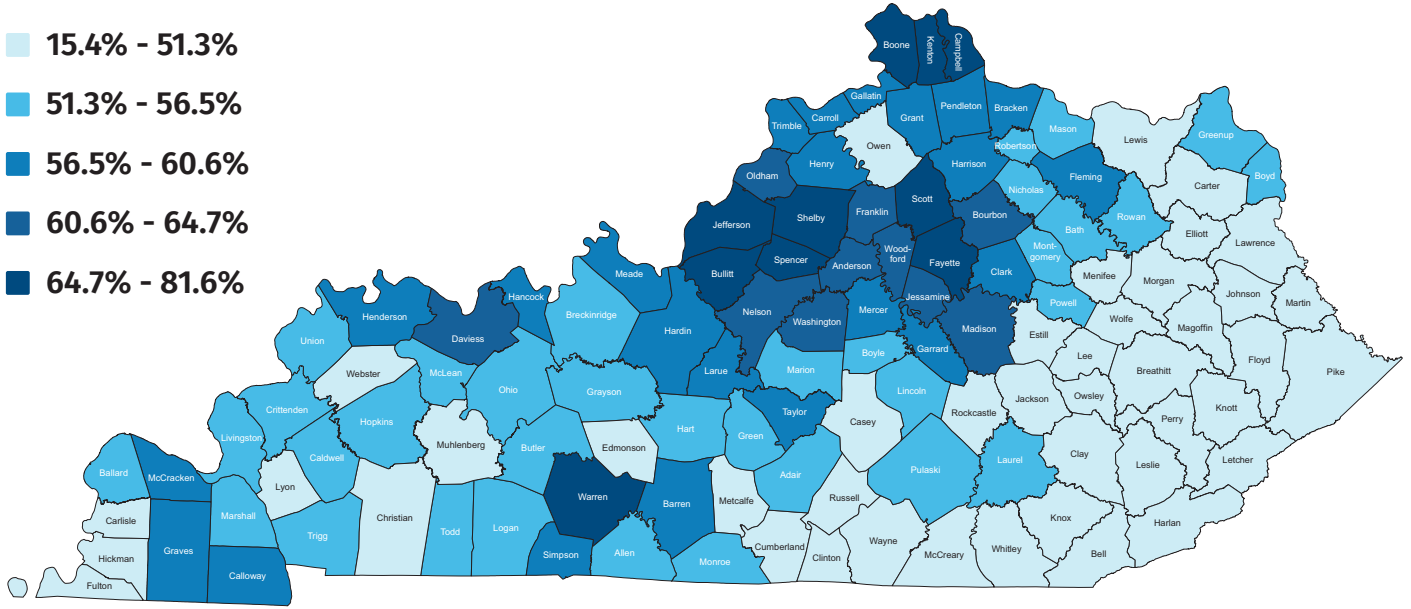 15.4% - 51.3%
51.3% - 56.5%
56.5% - 60.6%
60.6% - 64.7%
64.7% - 81.6%
Boone
Kenton
Campbell
Gallatin
Carroll
Trimble
Grant
Pendleton
Bracken
Mason
Lewis
Greenup
Robertson
Owen
Henry
Harrison
Fleming
Carter
Boyd
Oldham
Nicholas
Rowan
Jefferson
Shelby
Franklin
Scott
Bourbon
Bath
Elliott
Lawrence
Mont-
gomery
Wood-
ford
Spencer
Anderson
Fayette
Clark
Menifee
Morgan
Bullitt
Meade
Johnson
Martin
Hancock
Henderson
Jessamine
Powell
Wolfe
Magoffin
Breckinridge
Nelson
Washington
Mercer
Madison
Estill
Hardin
Daviess
Union
Garrard
Lee
Floyd
Pike
Boyle
Marion
Larue
Breathitt
Webster
McLean
Ohio
Grayson
Lincoln
Jackson
Owsley
Knott
Crittenden
Hopkins
Taylor
Casey
Rockcastle
Perry
Livingston
Muhlenberg
Butler
Edmonson
Hart
Green
Clay
Leslie
Letcher
Laurel
Pulaski
Adair
Caldwell
Ballard
McCracken
Lyon
Warren
Barren
Metcalfe
Russell
Carlisle
Marshall
Christian
Todd
Logan
Knox
Harlan
Trigg
Graves
Hickman
Simpson
Allen
Monroe
Cumberland
Clinton
Wayne
McCreary
Whitley
Bell
Calloway
Fulton